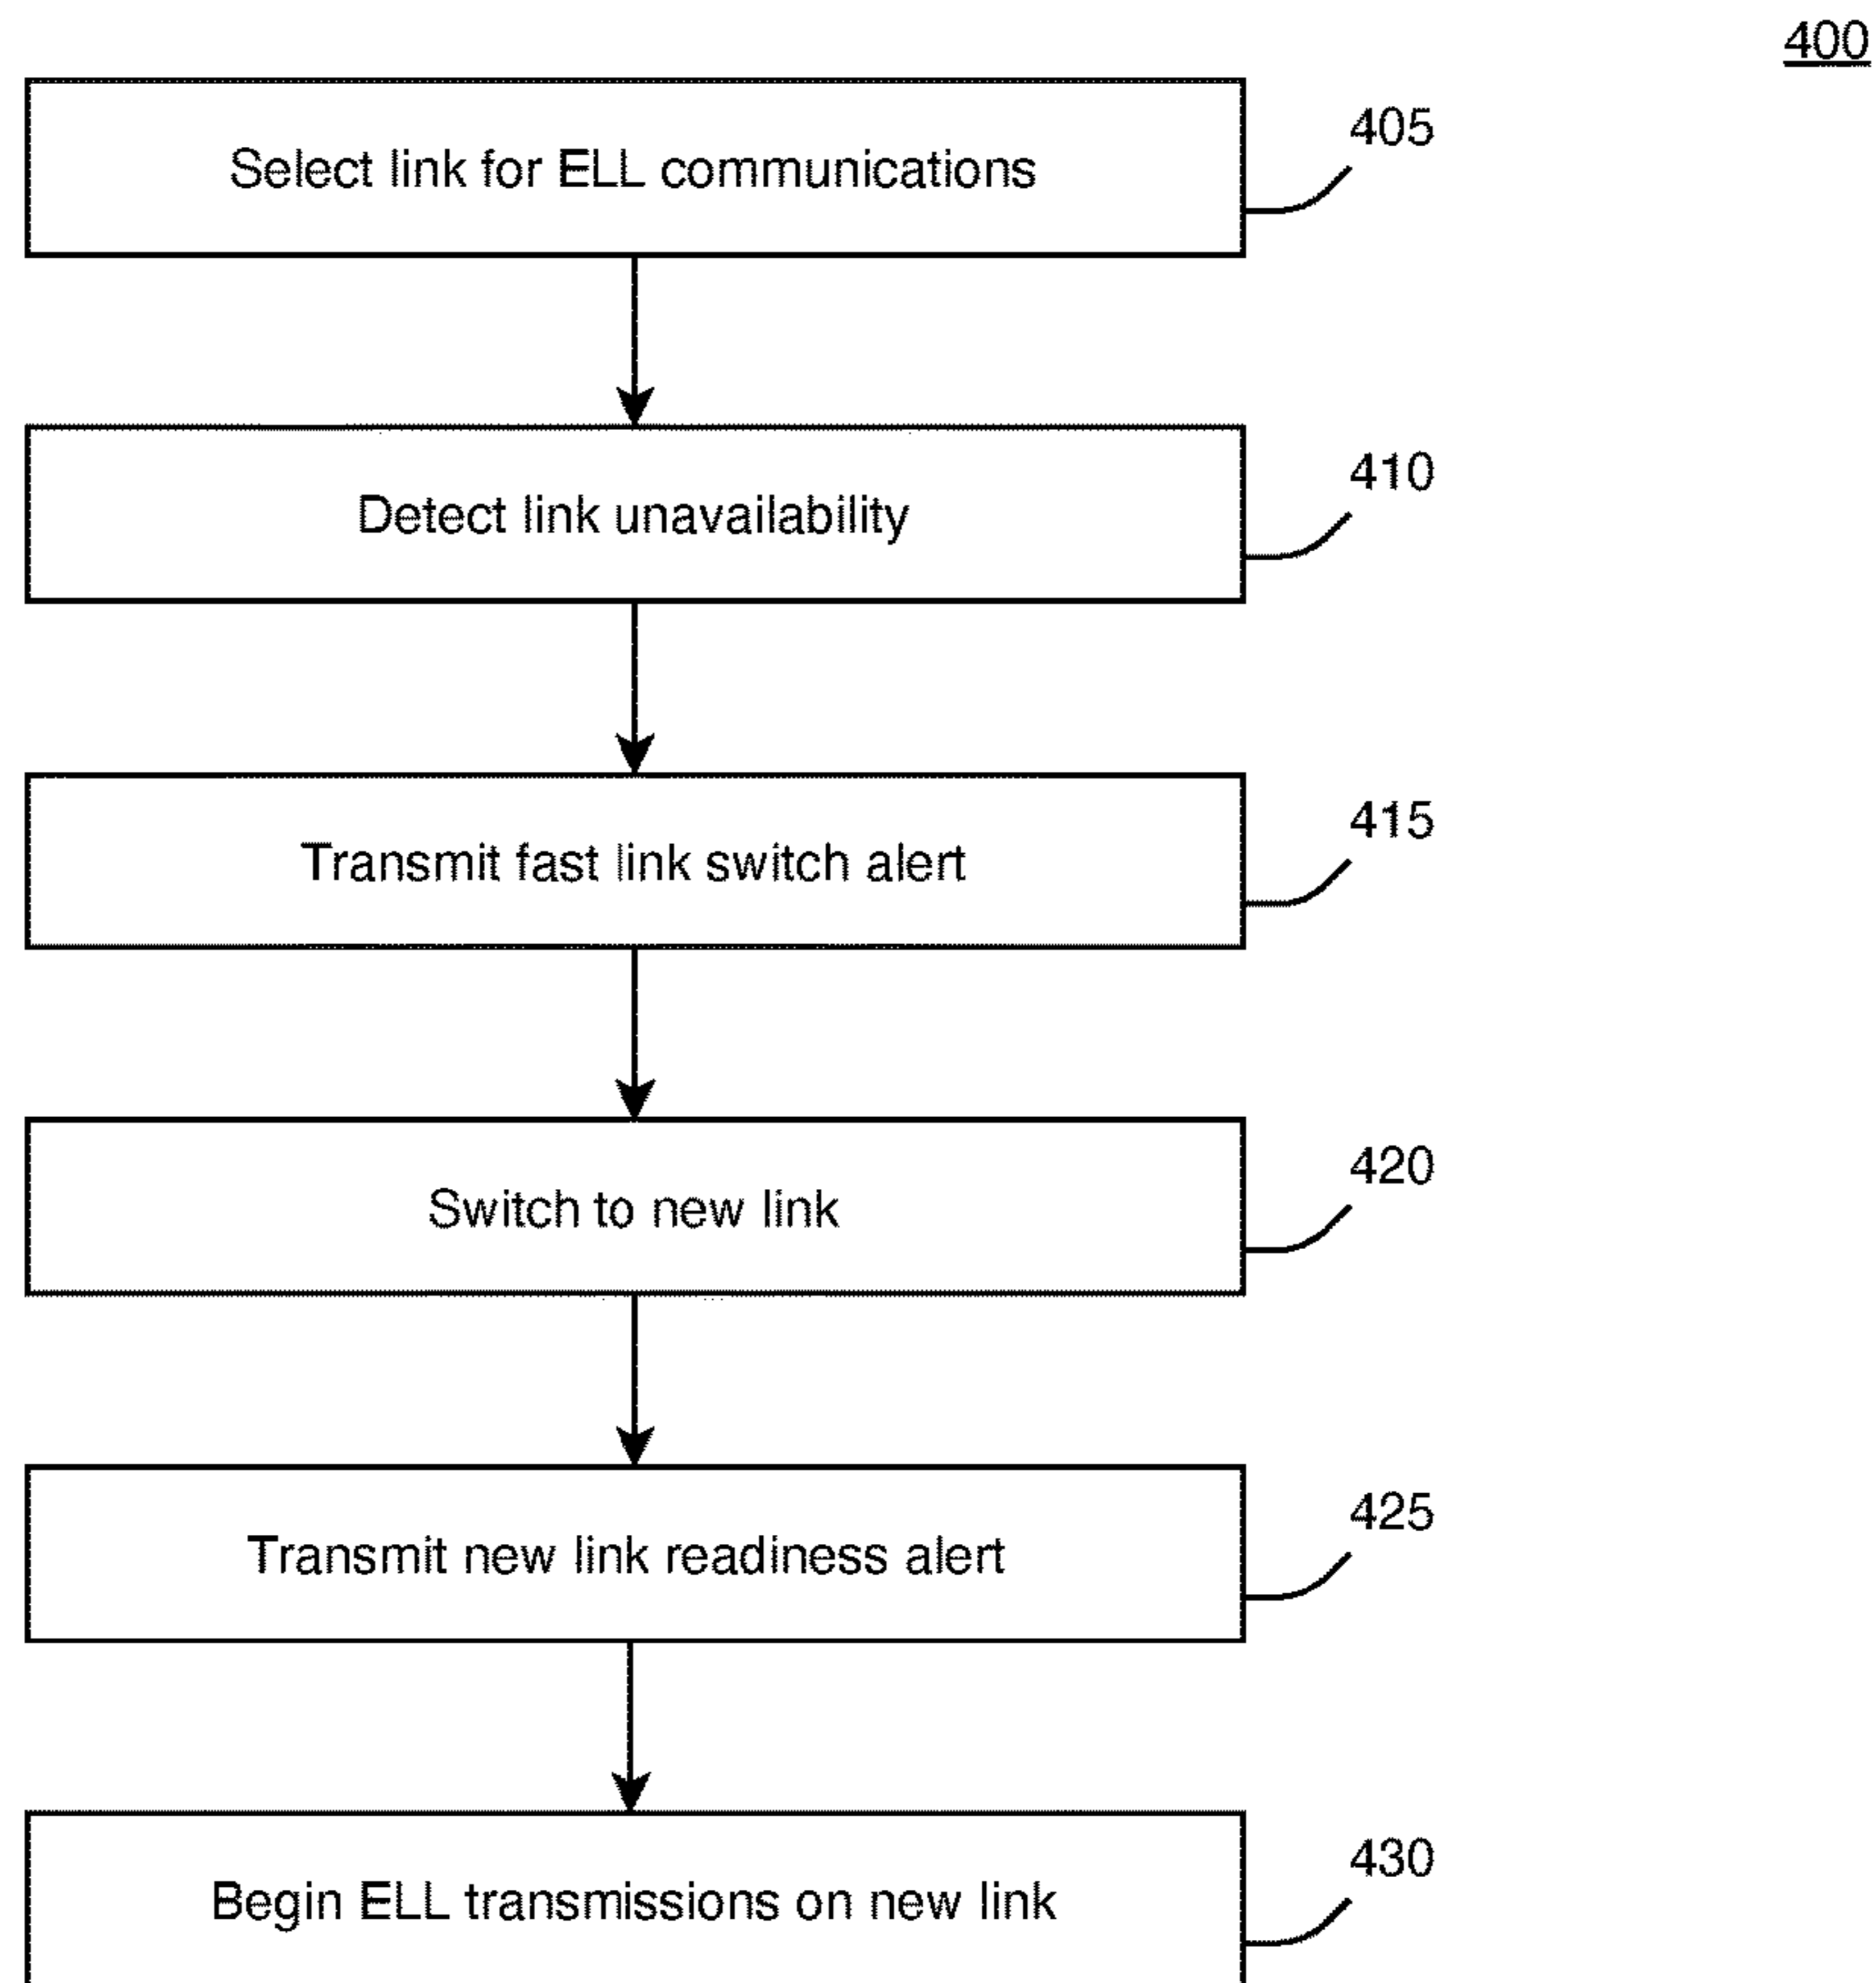 400
Select link for ELL communications
405
Detect link unavailability
410
Transmit fast link switch alert
415
Switch to new link
420
Transmit new link readiness alert
425
Begin ELL transmissions on new link
430